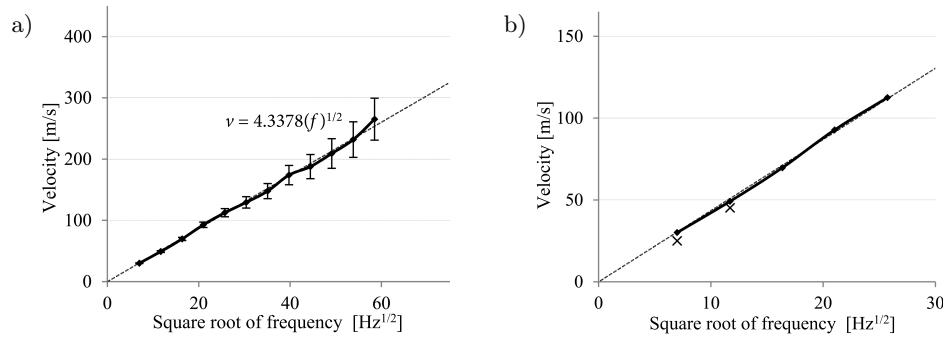 a)
400
300
200
100
0
Velocity [m/s]
v = 4.3378(f)^{1/2}
0 20 40 60
Square root of frequency [Hz^{1/2}]
b)
150
100
50
0
Velocity [m/s]
0 10 20 30
Square root of frequency [Hz^{1/2}]